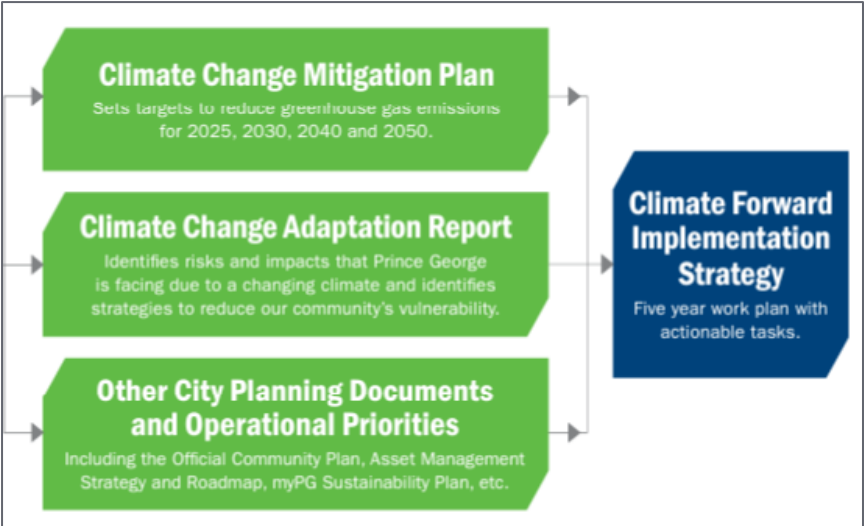 Climate Change Mitigation Plan
Sets targets to reduce greenhouse gas emissions
for 2025, 2030, 2040 and 2050.
Climate Change Adaptation Report
Identifies risks and impacts that Prince George
is facing due to a changing climate and identifies
strategies to reduce our community's vulnerability.
Other City Planning Documents
and Operational Priorities
Including the Official Community Plan, Asset Management
Strategy and Roadmap, myPG Sustainability Plan, etc.
Climate Forward
Implementation
Strategy
Five year work plan with
actionable tasks.